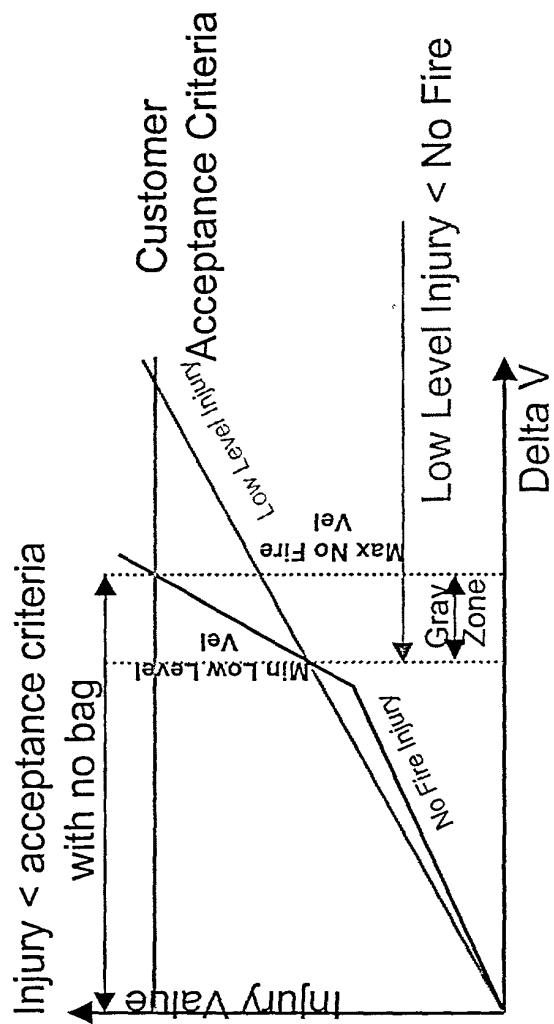 Injury < acceptance criteria
with no bag
Customer
Acceptance Criteria
Injury Value
Low Level Injury
No Fire Injury
Min Low Level
Vel
Max No Fire
Vel
Gray
Zone
Low Level Injury < No Fire
Delta V